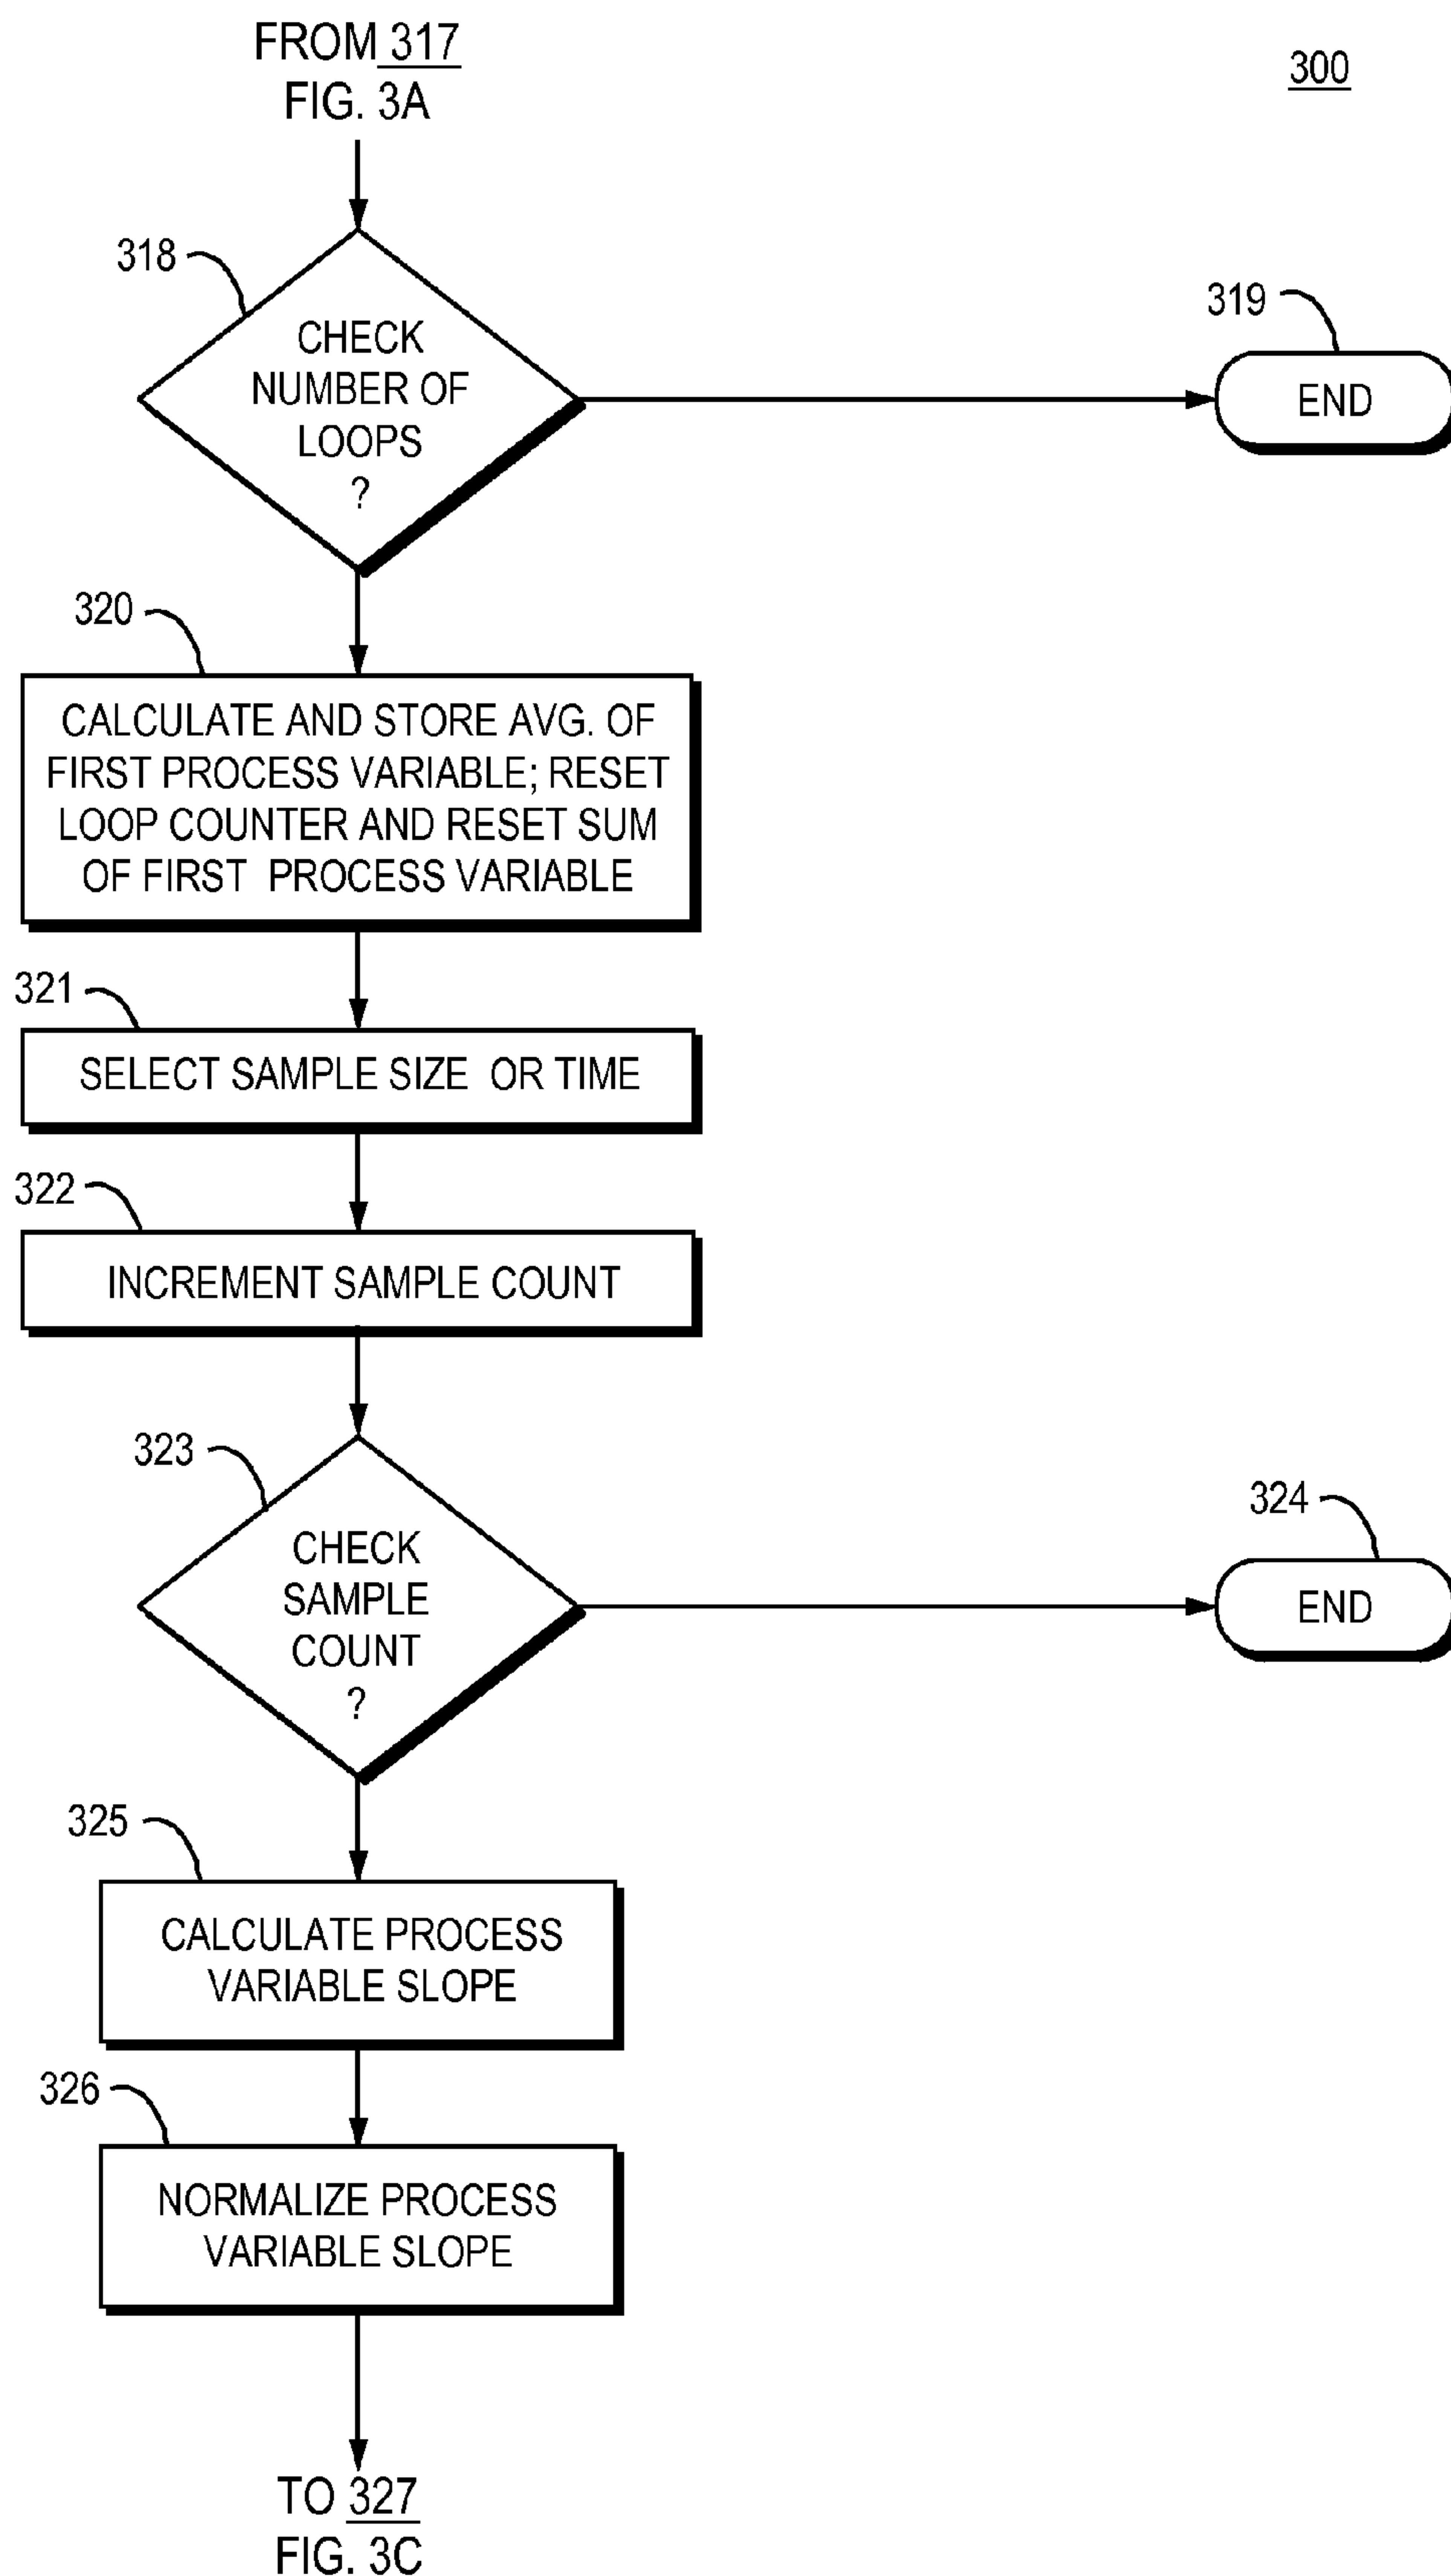 FROM 317
FIG. 3A
300
318
CHECK
NUMBER OF
LOOPS
?
319
END
320
CALCULATE AND STORE AVG. OF
FIRST PROCESS VARIABLE; RESET
LOOP COUNTER AND RESET SUM
OF FIRST PROCESS VARIABLE
321
SELECT SAMPLE SIZE OR TIME
322
INCREMENT SAMPLE COUNT
323
CHECK
SAMPLE
COUNT
?
324
END
325
CALCULATE PROCESS
VARIABLE SLOPE
326
NORMALIZE PROCESS
VARIABLE SLOPE
TO 327
FIG. 3C